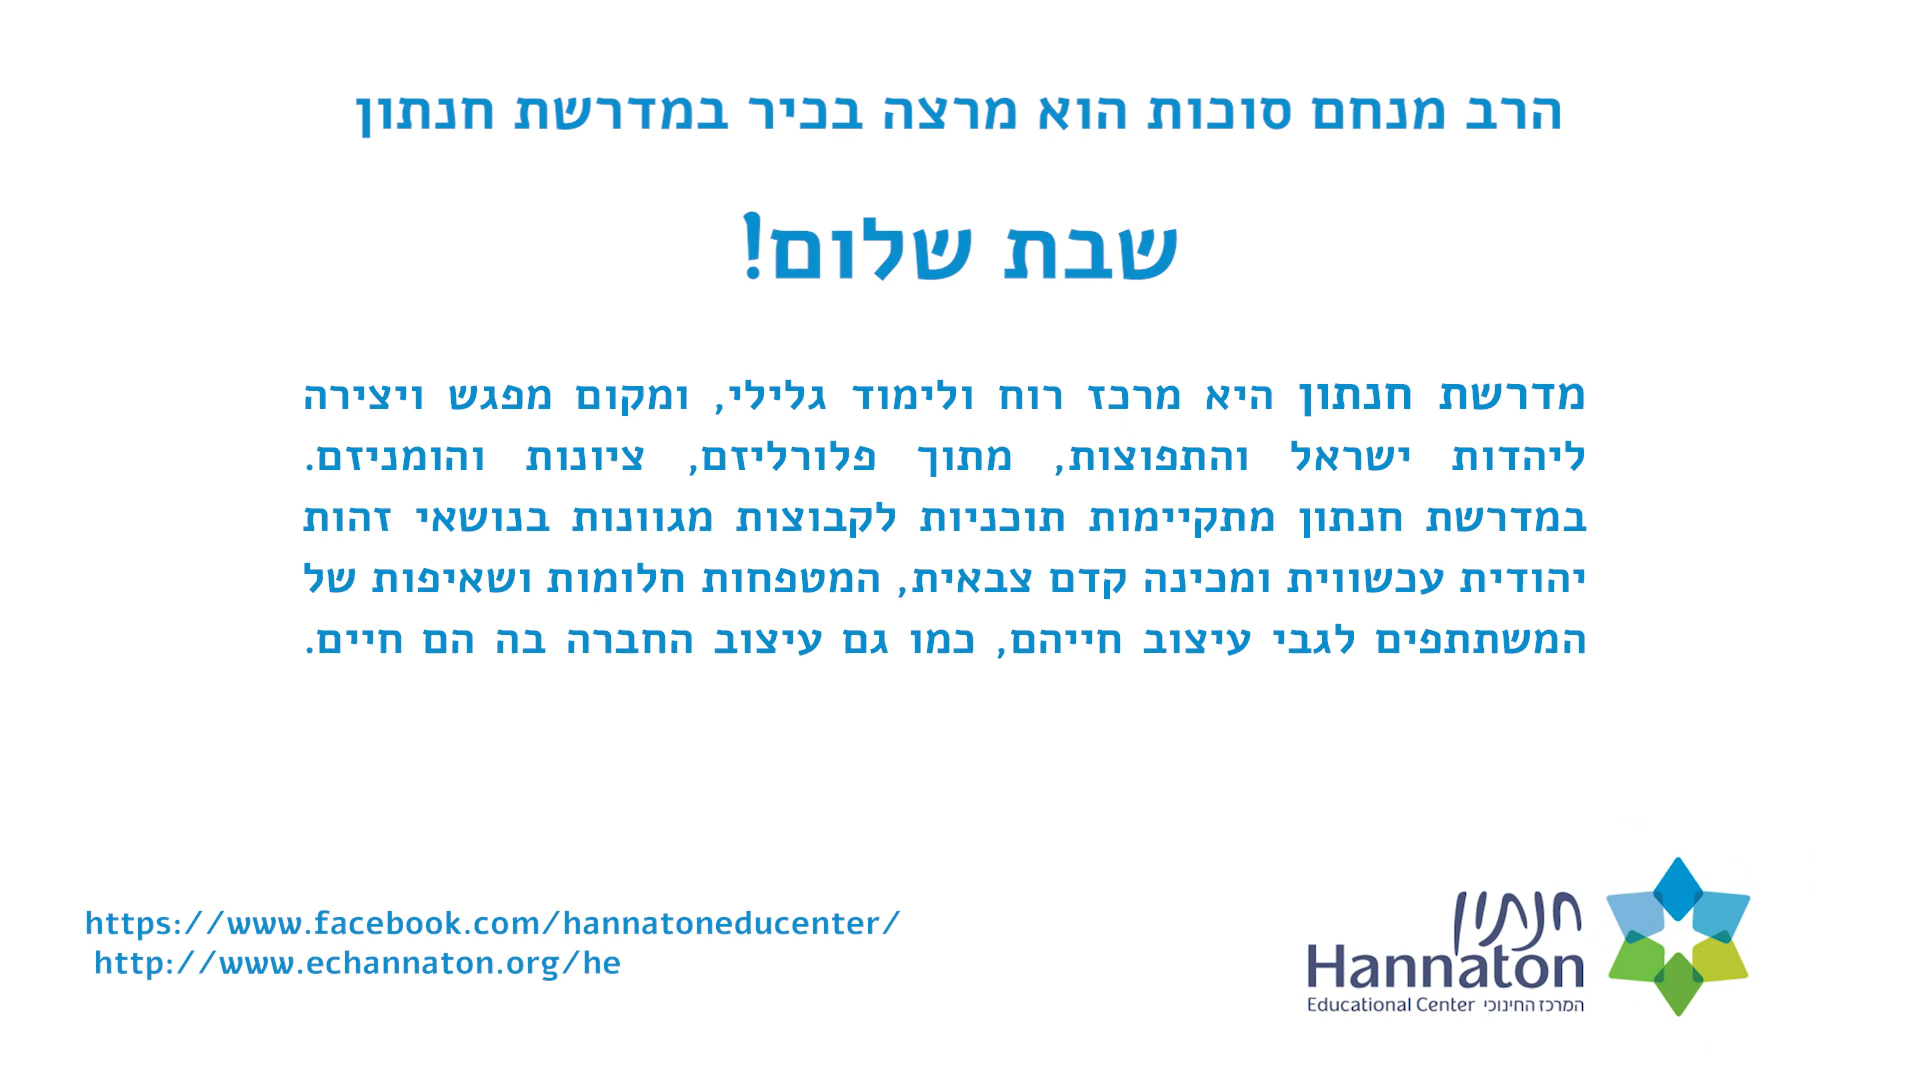 הרב מנחם סוכות הוא מרצה בכיר במדרשת חנתון
שבת שלום!
מדרשת חנתון היא מרכז רוח ולימוד גלילי, ומקום מפגש ויצירה
ליהדות ישראל והתפוצות, מתוך פלורליזם, ציונות והומניזם.
במדרשת חנתון מתקיימות תוכניות לקבוצות מגוונות בנושאי זהות
יהודית עכשווית ומכינה קדם צבאית, המטפחות חלומות ושאיפות של
המשתתפים לגבי עיצוב חייהם, כמו גם עיצוב החברה בה הם חיים.
https://www.facebook.com/hannatoneducenter/
http://www.echannaton.org/he
חנתון
Hannaton
Educational Center המרכז החינוכי